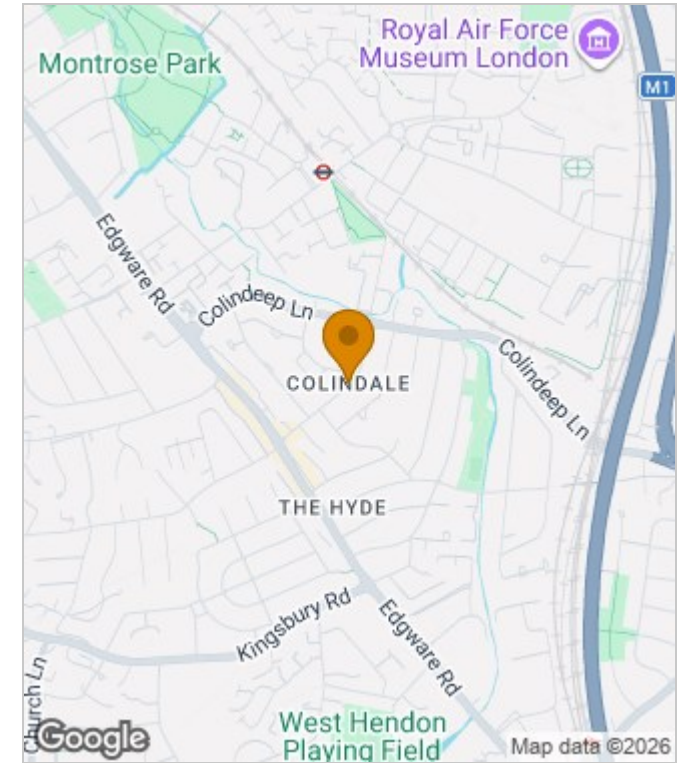 Royal Air Force
Museum London
Montrose Park
M1
Edgware Rd
Colindeep Ln
Colindeep Ln
COLINDALE
THE HYDE
Kingsbury Rd
Edgware Rd
Church Ln
West Hendon
Playing Field
Google
Map data ©2026